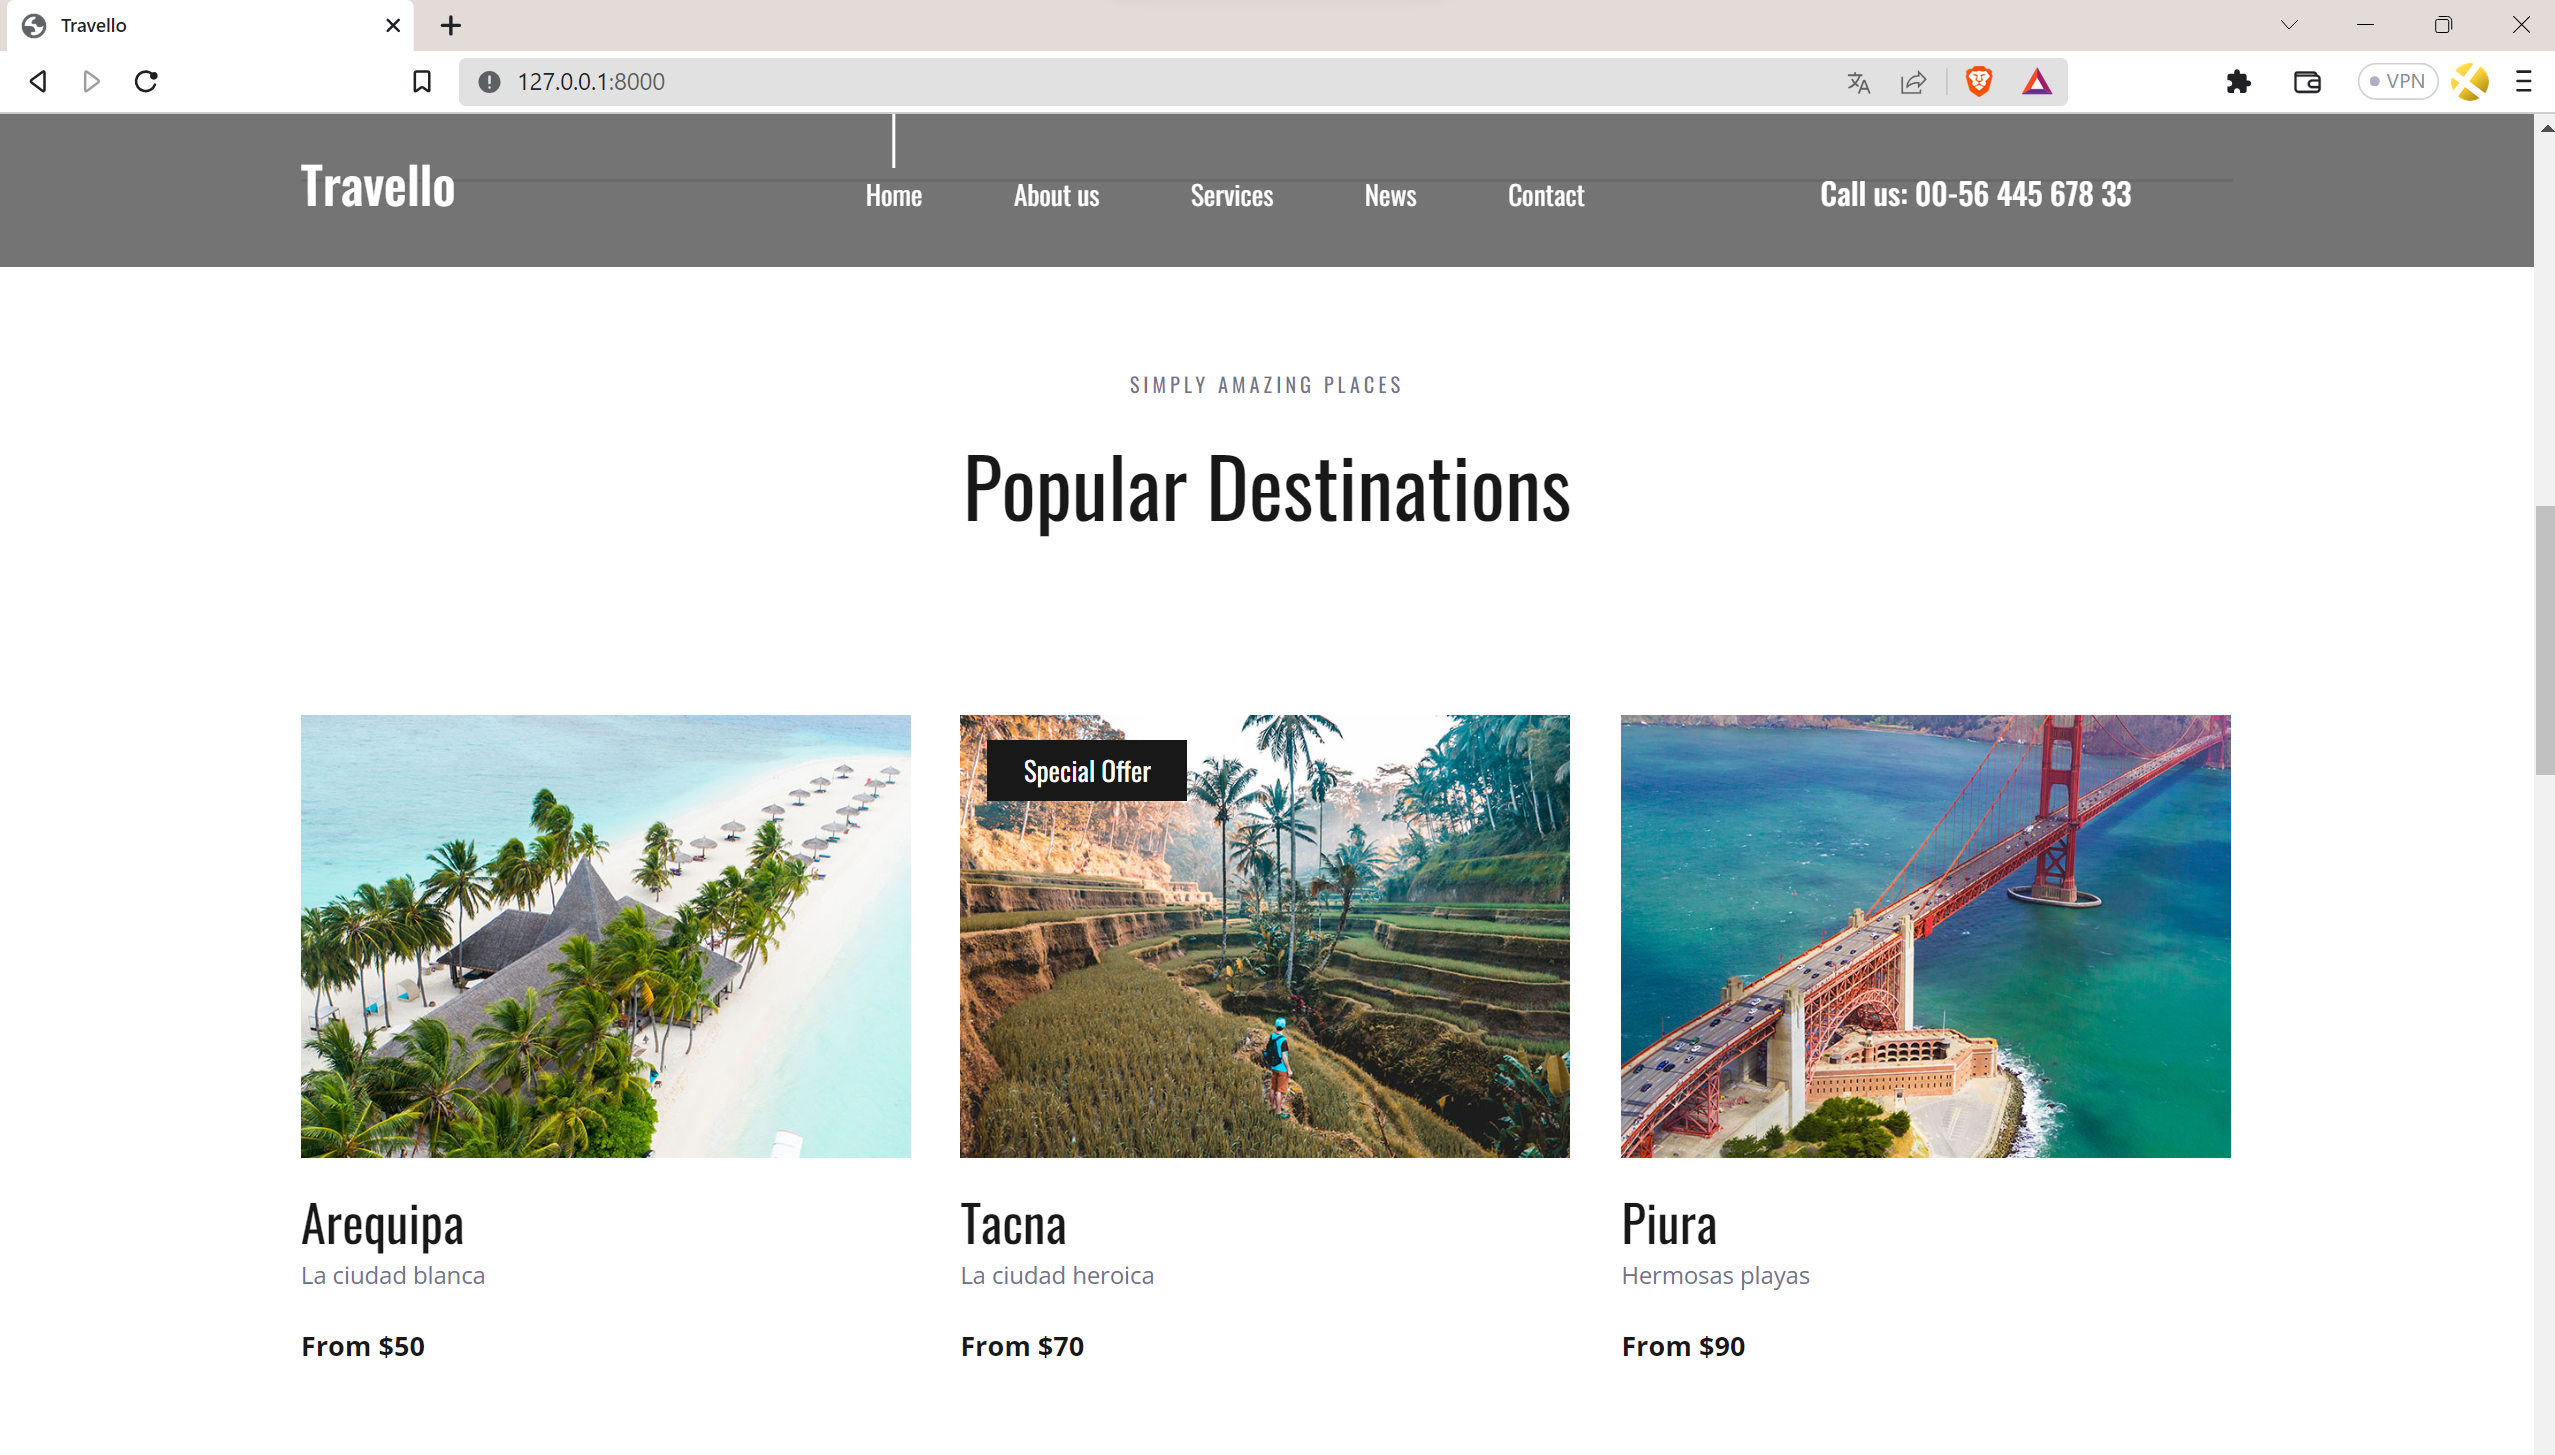 Travello
127.0.0.1:8000
VPN
Travello
Home About us Services News Contact
Call us: 00-56 445 678 33
SIMPLY AMAZING PLACES
Popular Destinations
Special Offer
Arequipa
La ciudad blanca
From $50
Tacna
La ciudad heroica
From $70
Piura
Hermosas playas
From $90